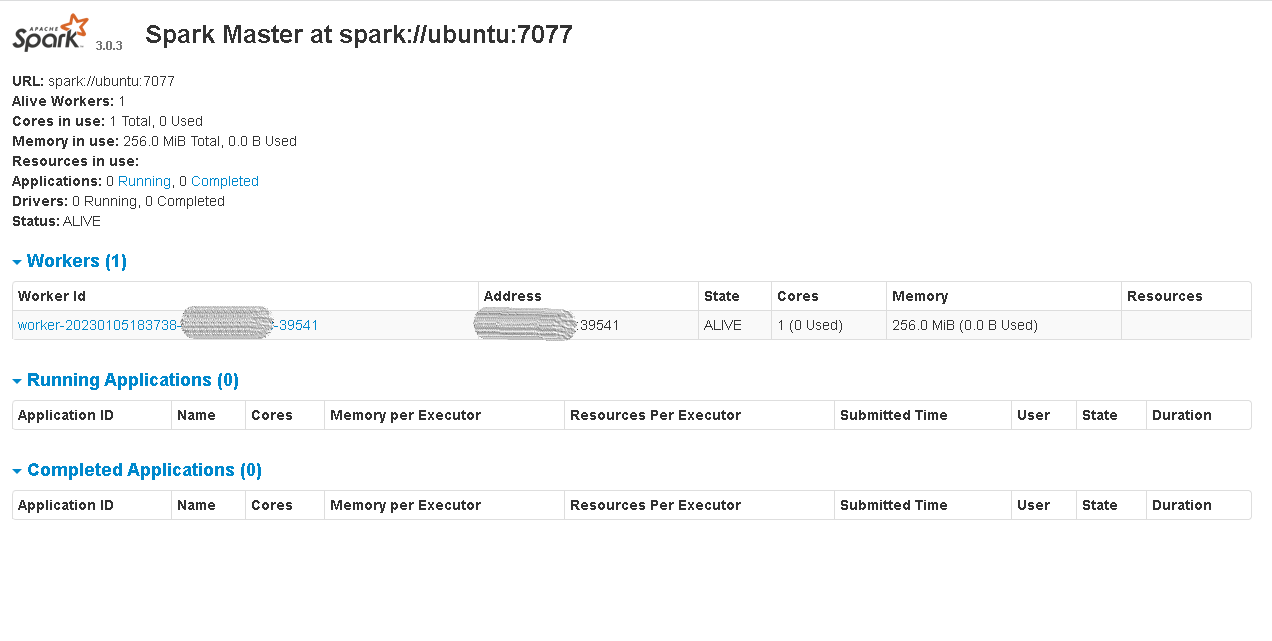 APACHE Spark 3.0.3 Spark Master at spark://ubuntu:7077
URL: spark://ubuntu:7077
Alive Workers: 1
Cores in use: 1 Total, 0 Used
Memory in use: 256.0 MiB Total, 0.0 B Used
Resources in use:
Applications: 0 Running, 0 Completed
Drivers: 0 Running, 0 Completed
Status: ALIVE
Workers (1)
Worker Id Address State Cores Memory Resources
worker-20230105183738- -39541 :39541 ALIVE 1 (0 Used) 256.0 MiB (0.0 B Used)
Running Applications (0)
Application ID Name Cores Memory per Executor Resources Per Executor Submitted Time User State Duration
Completed Applications (0)
Application ID Name Cores Memory per Executor Resources Per Executor Submitted Time User State Duration